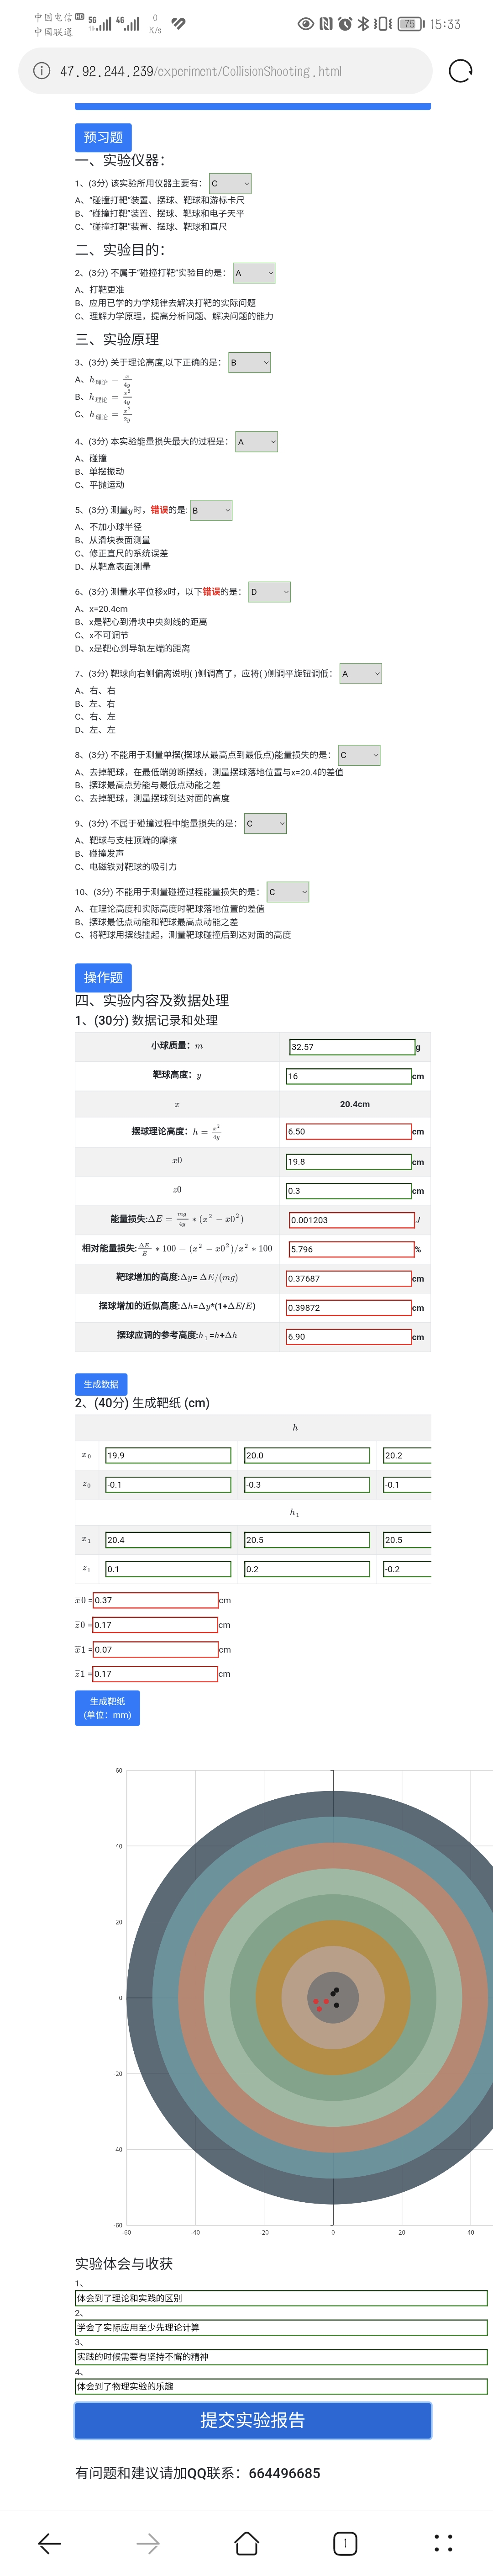 中国电信 HD 5G 4G 0 K/s 75 15:33
中国联通
47.92.244.239/experiment/CollisionShooting.html
预习题
一、实验仪器：
1、(3分) 该实验所用仪器主要有： C
A、“碰撞打靶”装置、摆球、靶球和游标卡尺
B、“碰撞打靶”装置、摆球、靶球和电子天平
C、“碰撞打靶”装置、摆球、靶球和直尺
二、实验目的：
2、(3分) 不属于“碰撞打靶”实验目的是： A
A、打靶更准
B、应用已学的力学规律去解决打靶的实际问题
C、理解力学原理，提高分析问题、解决问题的能力
三、实验原理
3、(3分) 关于理论高度,以下正确的是： B
A、h理论 = x/4y
B、h理论 = x²/4y
C、h理论 = x²/2y
4、(3分) 本实验能量损失最大的过程是： A
A、碰撞
B、单摆振动
C、平抛运动
5、(3分) 测量y时，错误的是: B
A、不加小球半径
B、从滑块表面测量
C、修正直尺的系统误差
D、从靶盒表面测量
6、(3分) 测量水平位移x时，以下错误的是： D
A、x=20.4cm
B、x是靶心到滑块中央刻线的距离
C、x不可调节
D、x是靶心到导轨左端的距离
7、(3分) 靶球向右侧偏离说明( )侧调高了，应将( )侧调平旋钮调低： A
A、右、右
B、左、右
C、右、左
D、左、左
8、(3分) 不能用于测量单摆(摆球从最高点到最低点)能量损失的是： C
A、去掉靶球，在最低端剪断摆线，测量摆球落地位置与x=20.4的差值
B、摆球最高点势能与最低点动能之差
C、去掉靶球，测量摆球到达对面的高度
9、(3分) 不属于碰撞过程中能量损失的是： C
A、靶球与支柱顶端的摩擦
B、碰撞发声
C、电磁铁对靶球的吸引力
10、(3分) 不能用于测量碰撞过程能量损失的是： C
A、在理论高度和实际高度时靶球落地位置的差值
B、摆球最低点动能和靶球最高点动能之差
C、将靶球用摆线挂起，测量靶球碰撞后到达对面的高度
操作题
四、实验内容及数据处理
1、(30分) 数据记录和处理
小球质量：m 32.57 g
靶球高度：y 16 cm
x 20.4cm
摆球理论高度：h = x²/4y 6.50 cm
x0 19.8 cm
z0 0.3 cm
能量损失:ΔE = mg/4y * (x² − x0²) 0.001203 J
相对能量损失: ΔE/E * 100 = (x² − x0²)/x² * 100 5.796 %
靶球增加的高度:Δy= ΔE/(mg) 0.37687 cm
摆球增加的近似高度:Δh=Δy*(1+ΔE/E) 0.39872 cm
摆球应调的参考高度:h₁ =h+Δh 6.90 cm
生成数据
2、(40分) 生成靶纸 (cm)
h
x₀ 19.9 20.0 20.2
z₀ -0.1 -0.3 -0.1
h₁
x₁ 20.4 20.5 20.5
z₁ 0.1 0.2 -0.2
x̅0 = 0.37 cm
z̅0 = 0.17 cm
x̅1 = 0.07 cm
z̅1 = 0.17 cm
生成靶纸
(单位：mm)
60
40
20
0
-20
-40
-60
-60 -40 -20 0 20 40
实验体会与收获
1、
体会到了理论和实践的区别
2、
学会了实际应用至少先理论计算
3、
实践的时候需要有坚持不懈的精神
4、
体会到了物理实验的乐趣
提交实验报告
有问题和建议请加QQ联系：664496685
1